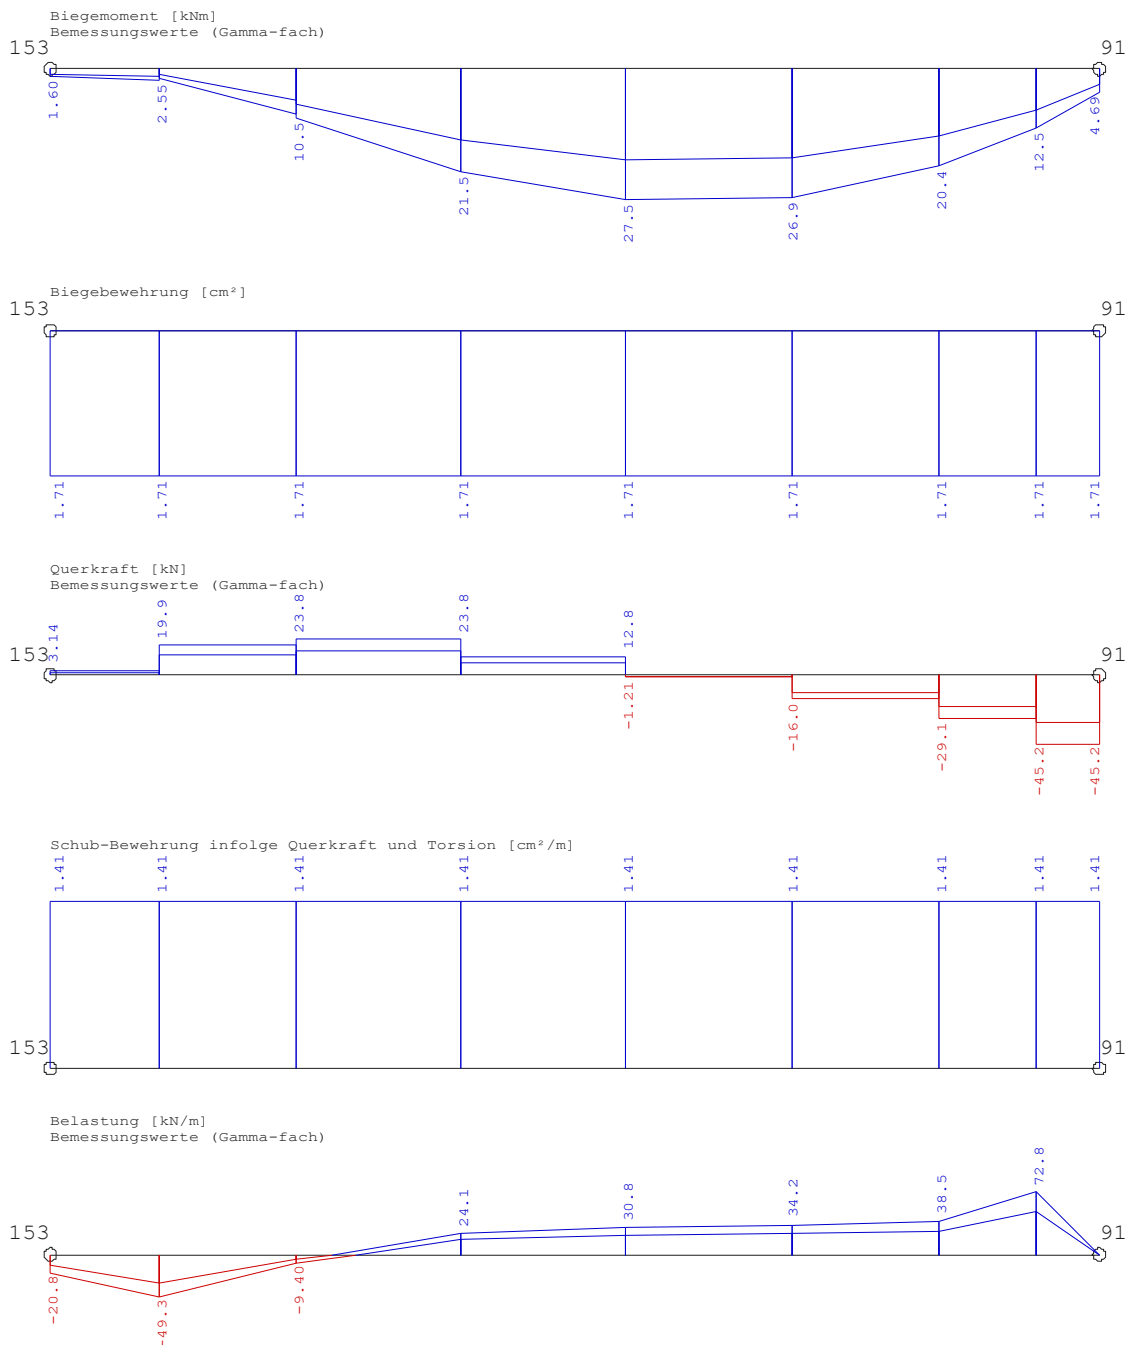 Biegemoment [kNm]
Bemessungswerte (Gamma-fach)
153 91
1.60 2.55 10.5 21.5 27.5 26.9 20.4 12.5 4.69
Biegebewehrung [cm²]
153 91
1.71 1.71 1.71 1.71 1.71 1.71 1.71 1.71 1.71
Querkraft [kN]
Bemessungswerte (Gamma-fach)
3.14 19.9 23.8 23.8 12.8
153 91
-1.21 -16.0 -29.1 -45.2 -45.2
Schub-Bewehrung infolge Querkraft und Torsion [cm²/m]
1.41 1.41 1.41 1.41 1.41 1.41 1.41 1.41 1.41
153 91
Belastung [kN/m]
Bemessungswerte (Gamma-fach)
24.1 30.8 34.2 38.5 72.8
153 91
-20.8 -49.3 -9.40